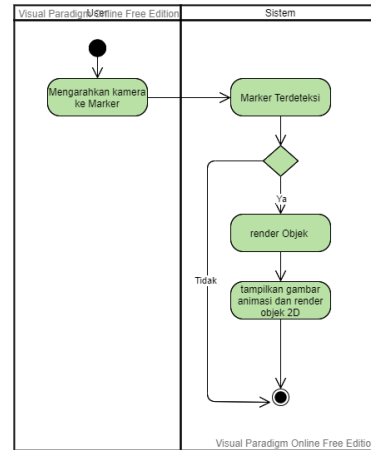 Visual Paradigm Online Free Edition
User
Sistem
Mengarahkan kamera
ke Marker
Marker Terdeteksi
Ya
render Objek
Tidak
tampilkan gambar
animasi dan render
objek 2D
Visual Paradigm Online Free Editio